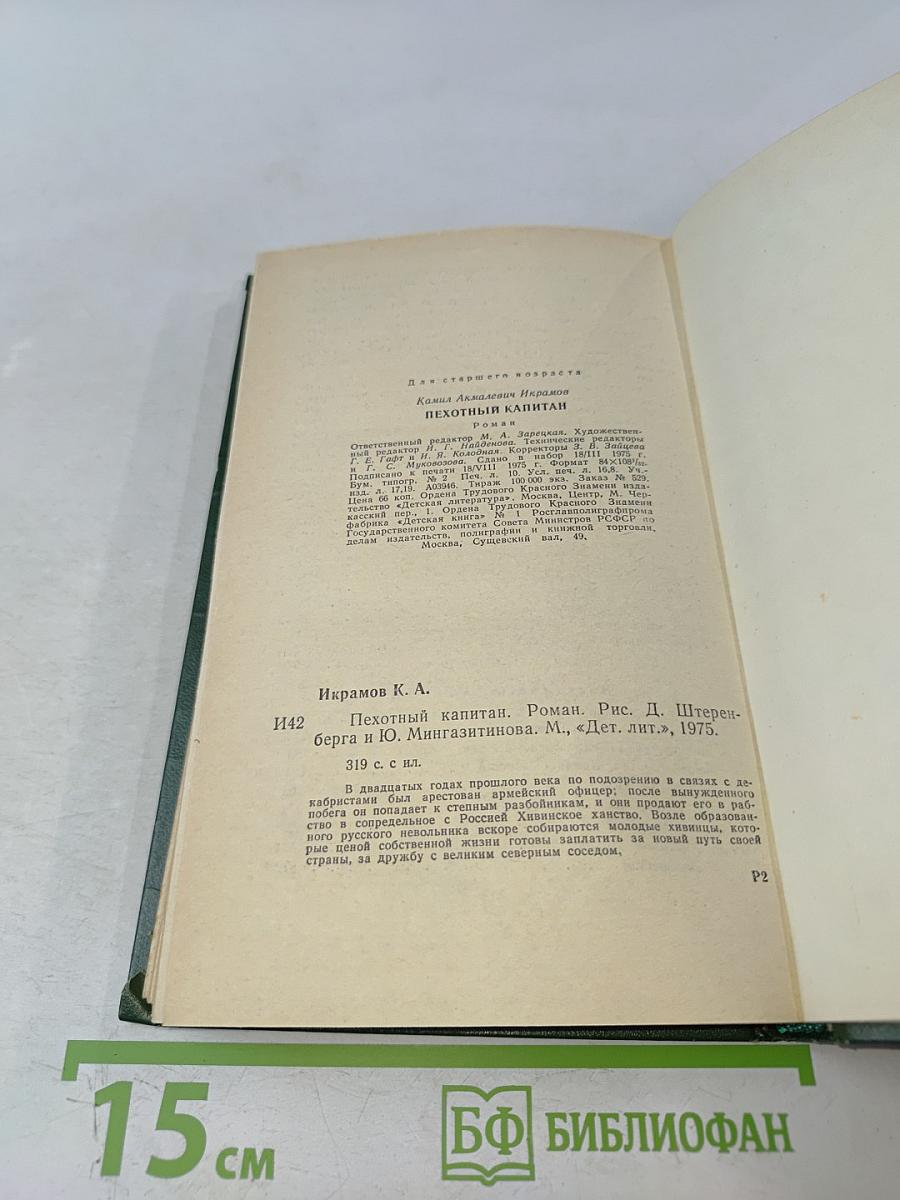 Для старшего возраста
Камил Акмалевич Икрамов
ПЕХОТНЫЙ КАПИТАН
Роман
Ответственный редактор М. А. Зарецкая. Художествен-
ный редактор Н. Г. Найденова. Технические редакторы
Г. Е. Гафт и И. Я. Колодная. Корректоры З. В. Зайцева
и Г. С. Муковозова. Сдано в набор 18/III 1975 г.
Подписано к печати 18/VIII 1975 г. Формат 84×108¹/₃₂.
Бум. типогр. № 2 Печ. л. 10. Усл. печ. л. 16,8. Уч.-
изд. л. 17,19. А03946. Тираж 100 000 экз. Заказ № 529.
Цена 66 коп. Ордена Трудового Красного Знамени изда-
тельство «Детская литература». Москва, Центр, М. Чер-
касский пер., 1. Ордена Трудового Красного Знамени
фабрика «Детская книга» № 1 Росглавполиграфпрома
Государственного комитета Совета Министров РСФСР по
делам издательств, полиграфии и книжной торговли.
Москва, Сущевский вал, 49.
Икрамов К. А.
И42 Пехотный капитан. Роман. Рис. Д. Штерен-
берга и Ю. Мингазитинова. М., «Дет. лит.», 1975.
319 с. с ил.
В двадцатых годах прошлого века по подозрению в связях с де-
кабристами был арестован армейский офицер; после вынужденного
побега он попадает к степным разбойникам, и они продают его в раб-
ство в сопредельное с Россией Хивинское ханство. Возле образован-
ного русского невольника вскоре собираются молодые хивинцы, кото-
рые ценой собственной жизни готовы заплатить за новый путь своей
страны, за дружбу с великим северным соседом.
Р2
15 см
БФ БИБЛИОФАН